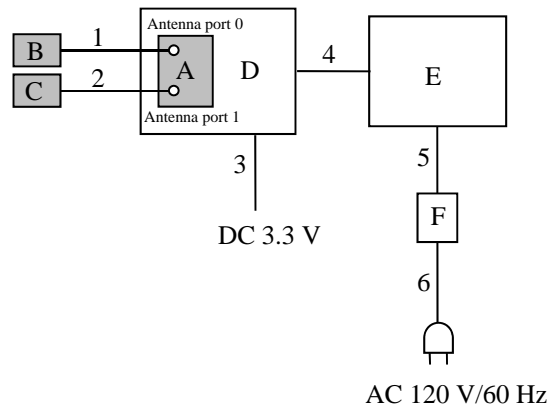 Antenna port 0
B
1
A
D
4
E
C
2
Antenna port 1
3
5
DC 3.3 V
F
6
AC 120 V/60 Hz